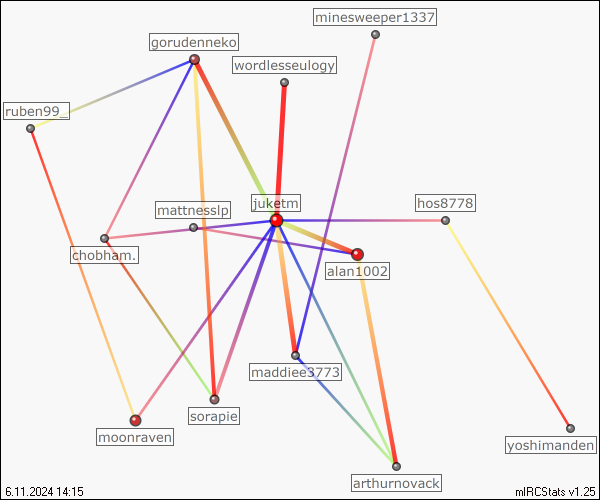 minesweeper1337
gorudenneko
wordlesseulogy
ruben99_
juketm
mattnesslp
hos8778
chobham.
alan1002
maddiee3773
sorapie
moonraven
yoshimanden
arthurnovack
6.11.2024 14:15
mIRCStats v1.25